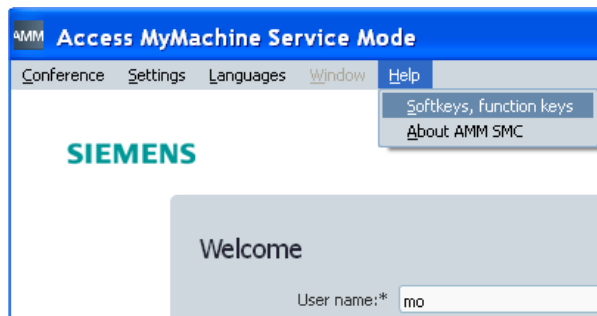 AMM Access MyMachine Service Mode
Conference Settings Languages Window Help
Softkeys, function keys
About AMM SMC
SIEMENS
Welcome
User name:* mo